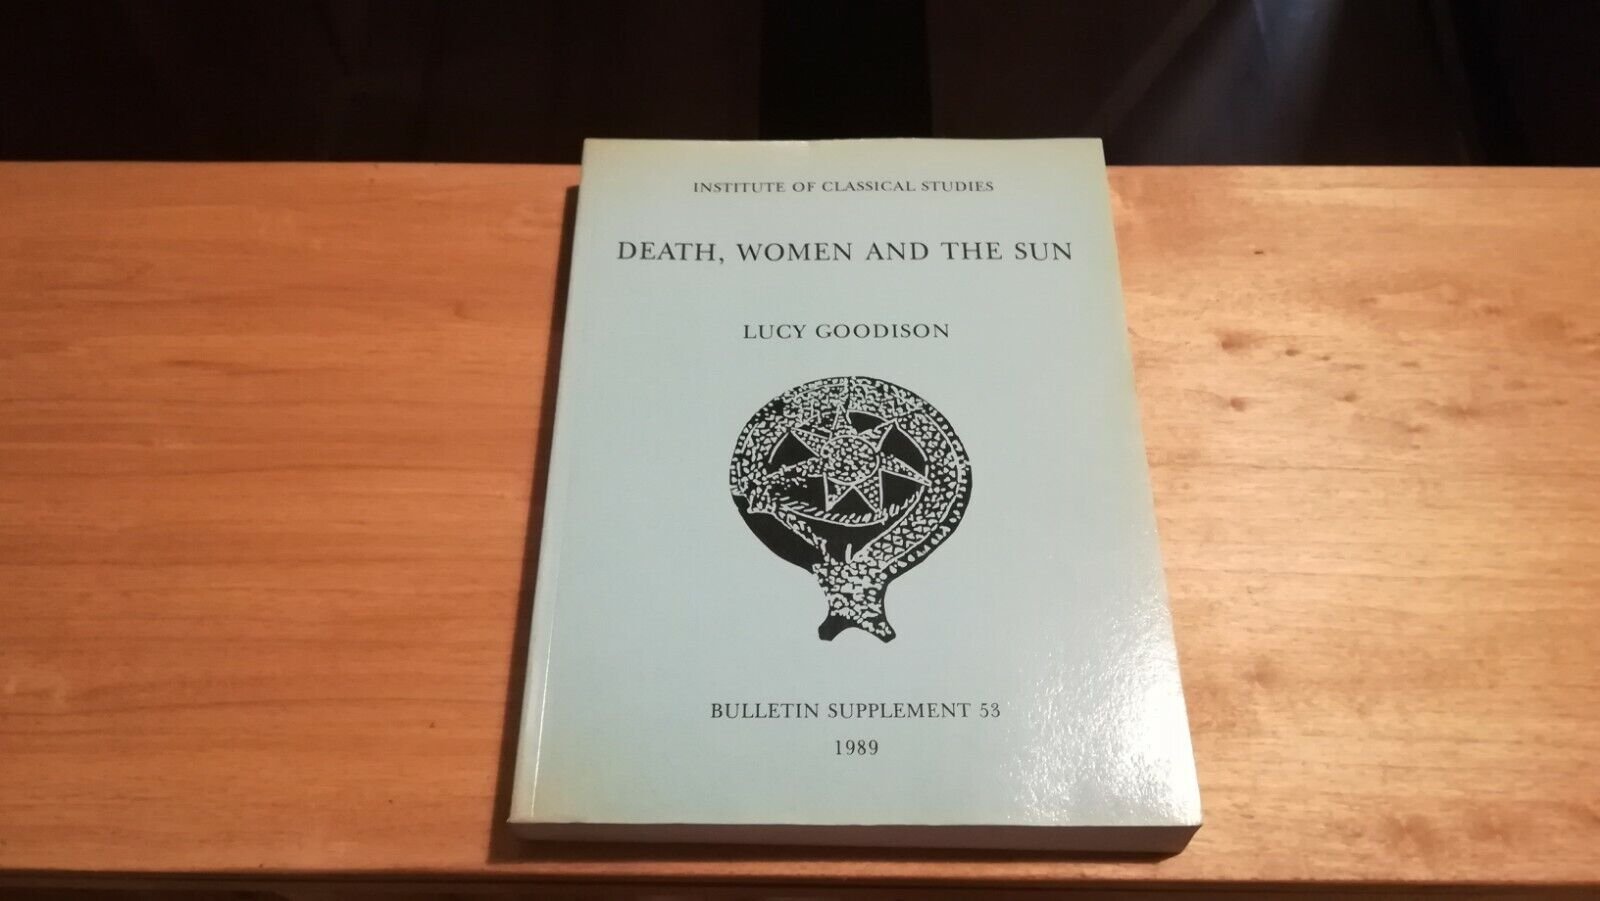 INSTITUTE OF CLASSICAL STUDIES
DEATH, WOMEN AND THE SUN
LUCY GOODISON
BULLETIN SUPPLEMENT 53
1989